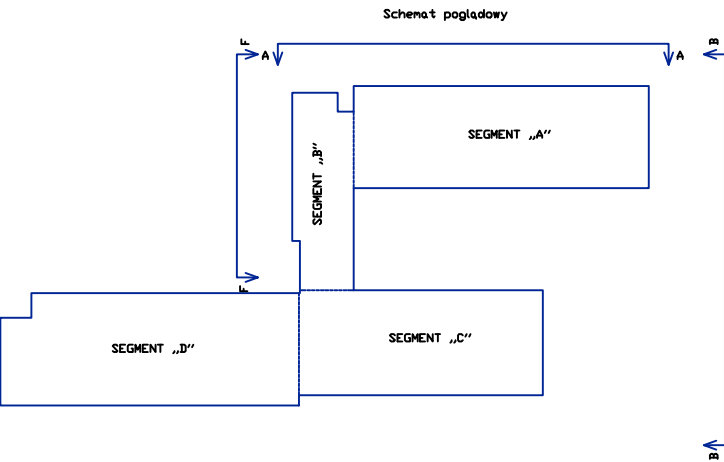 Schemat poglądowy
F
A
A
B
SEGMENT „A”
SEGMENT „B”
F
SEGMENT „D”
SEGMENT „C”
B